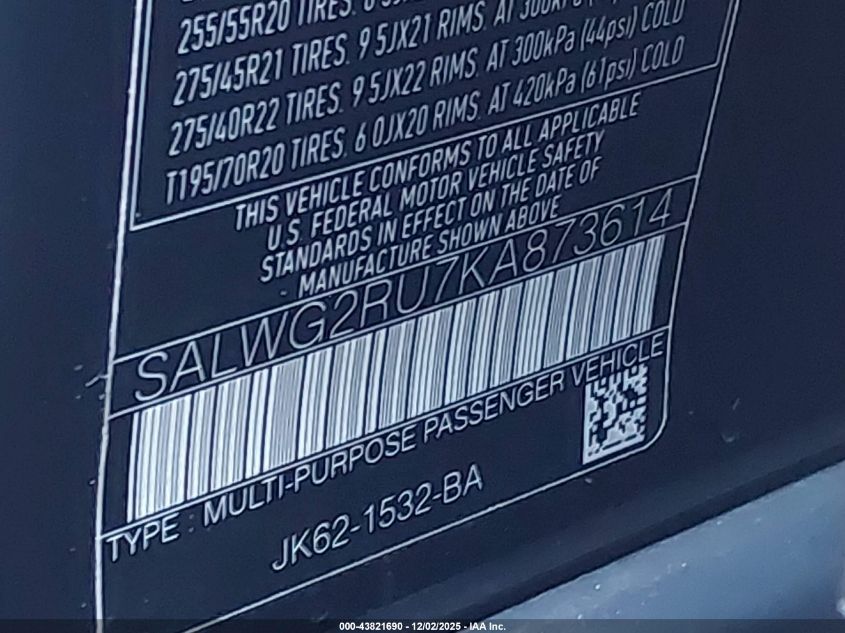 255/55R20 TIRES.
275/45R21 TIRES. 9 5JX21 RIMS. AT 300kPa
275/40R22 TIRES. 9 5JX22 RIMS. AT 300kPa (44psi) COLD
T195/70R20 TIRES. 6 0JX20 RIMS. AT 420kPa (61psi) COLD
THIS VEHICLE CONFORMS TO ALL APPLICABLE
U.S. FEDERAL MOTOR VEHICLE SAFETY
STANDARDS IN EFFECT ON THE DATE OF
MANUFACTURE SHOWN ABOVE
SALWG2RU7KA873614
TYPE : MULTI-PURPOSE PASSENGER VEHICLE
JK62-1532-BA
000-43821690 - 12/02/2025 - IAA Inc.